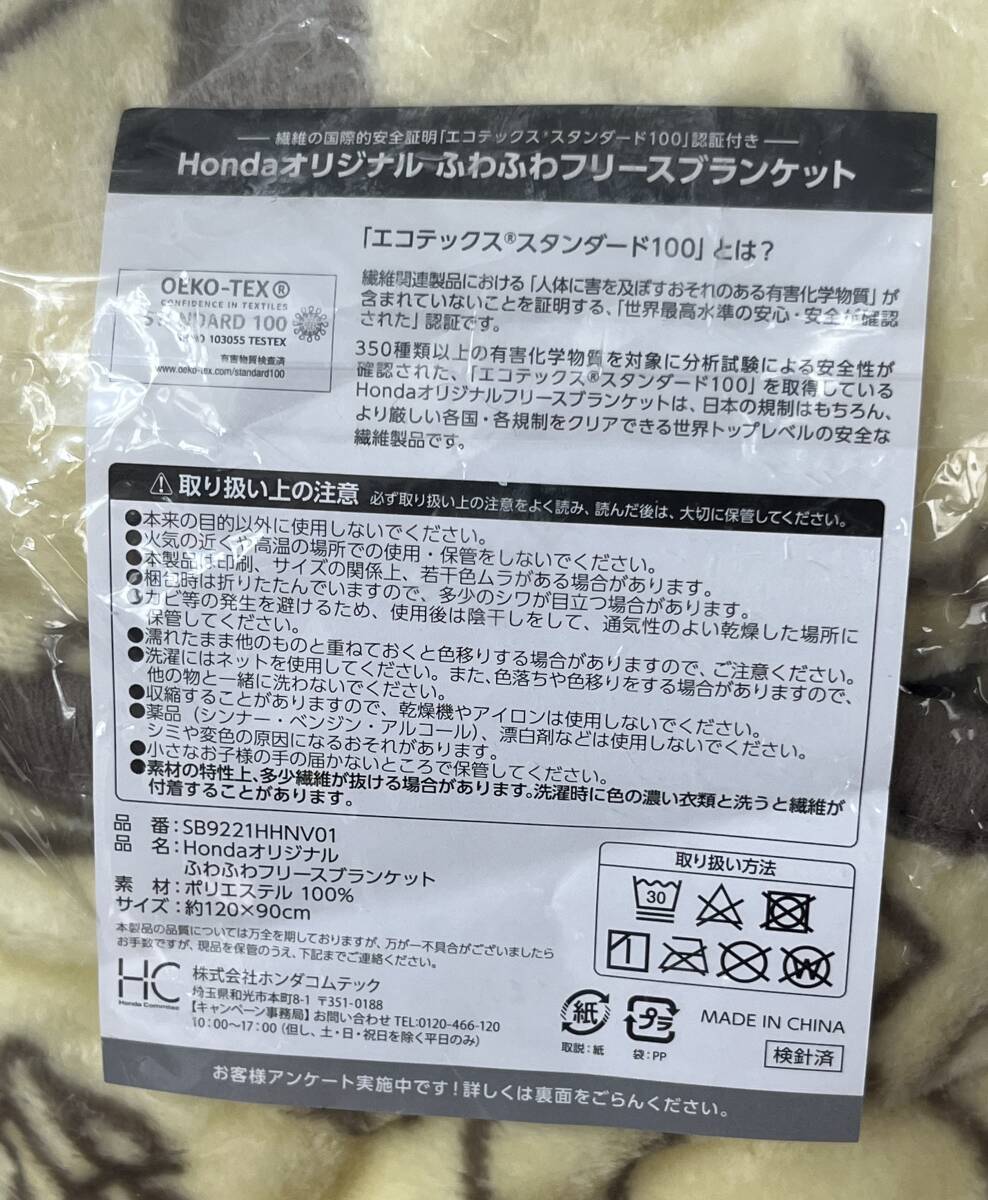 繊維の国際的安全証明「エコテックス®スタンダード100」認証付き
Hondaオリジナル ふわふわフリースブランケット
「エコテックス®スタンダード100」とは?
OEKO-TEX®
CONFIDENCE IN TEXTILES
STANDARD 100
103055 TESTEX
有害物質検査済
www.oeko-tex.com/standard100
繊維関連製品における「人体に害を及ぼすおそれのある有害化学物質」が
含まれていないことを証明する、「世界最高水準の安心・安全が確認
された」認証です。
350種類以上の有害化学物質を対象に分析試験による安全性が
確認された、「エコテックス®スタンダード100」を取得している
Hondaオリジナルフリースブランケットは、日本の規制はもちろん、
より厳しい各国・各規制をクリアできる世界トップレベルの安全な
繊維製品です。
取り扱い上の注意 必ず取り扱い上の注意をよく読み、読んだ後は、大切に保管してください。
●本来の目的以外に使用しないでください。
●火気の近くや高温の場所での使用・保管をしないでください。
●本製品は印刷、サイズの関係上、若干色ムラがある場合があります。
●梱包時は折りたたんでいますので、多少のシワが目立つ場合があります。
●カビ等の発生を避けるため、使用後は陰干しをして、通気性のよい乾燥した場所に
保管してください。
●濡れたまま他のものと重ねておくと色移りする場合がありますので、ご注意ください。
●洗濯にはネットを使用してください。また、色落ちや色移りをする場合がありますので、
他の物と一緒に洗わないでください。
●収縮することがありますので、乾燥機やアイロンは使用しないでください。
●薬品(シンナー・ベンジン・アルコール)、漂白剤などは使用しないでください。
シミや変色の原因になるおそれがあります。
●小さなお子様の手の届かないところで保管してください。
●素材の特性上、多少繊維が抜ける場合があります。洗濯時に色の濃い衣類と洗うと繊維が
付着することがあります。
品 番:SB9221HHNV01
品 名:Hondaオリジナル
ふわふわフリースブランケット
素 材:ポリエステル 100%
サイズ:約120×90cm
取り扱い方法
30
W
本製品の品質については万全を期しておりますが、万が一不具合がございましたら
お手数ですが、現品を保管のうえ、下記までご連絡ください。
HC
Honda Commtec
株式会社ホンダコムテック
埼玉県和光市本町8-1 〒351-0188
【キャンペーン事務局】お問い合わせ TEL:0120-466-120
10:00~17:00(但し、土・日・祝日を除く平日のみ)
紙
取説:紙
プラ
袋:PP
MADE IN CHINA
検針済
お客様アンケート実施中です!詳しくは裏面をごらんください。